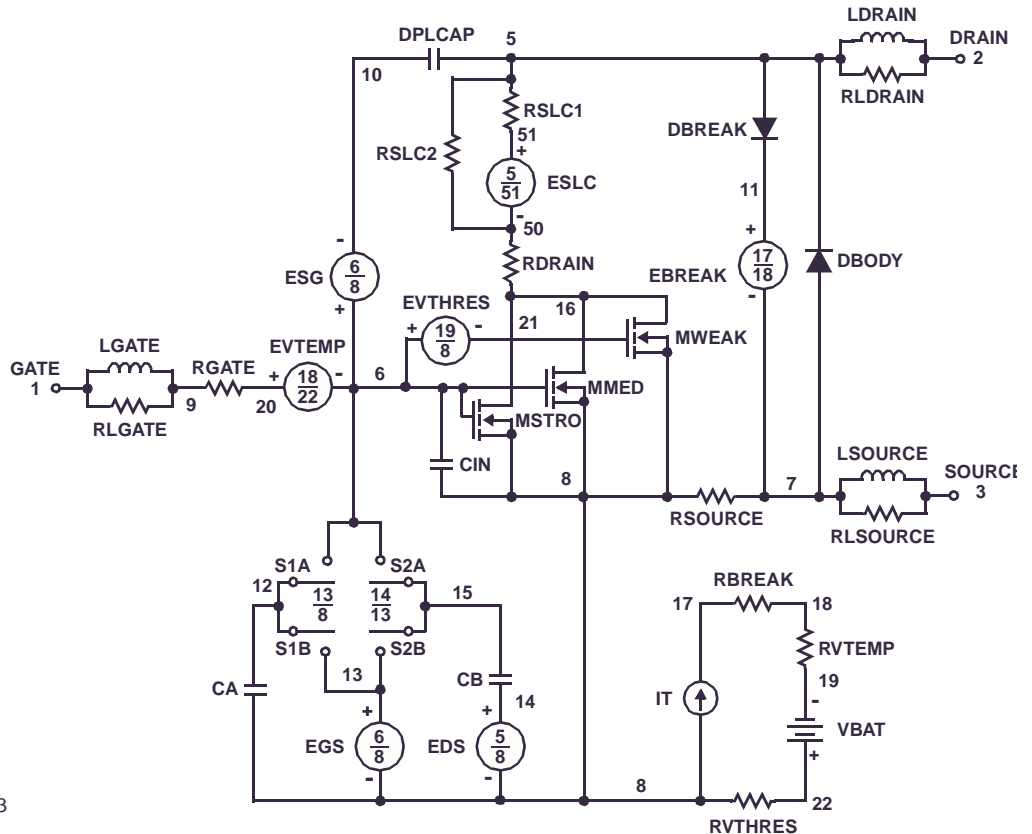 LDRAIN
DPLCAP
5
DRAIN
2
10
RLDRAIN
RSLC1
DBREAK
51
+
RSLC2
5
51
ESLC
11
-
50
-
+
17
18
RDRAIN
DBODY
6
8
ESG
EBREAK
EVTHRES
16
-
+
+
19
8
-
21
MWEAK
LGATE
EVTEMP
GATE
1
RGATE
+
18
22
-
6
MMED
9
20
MSTRO
RLGATE
LSOURCE
CIN
8
7
SOURCE
3
RSOURCE
RLSOURCE
S1A
S2A
12
RBREAK
13
8
14
13
15
17
18
S1B
S2B
RVTEMP
13
CB
CA
19
14
IT
-
+
+
VBAT
EGS
6
8
EDS
5
8
+
-
-
8
22
3
RVTHRES